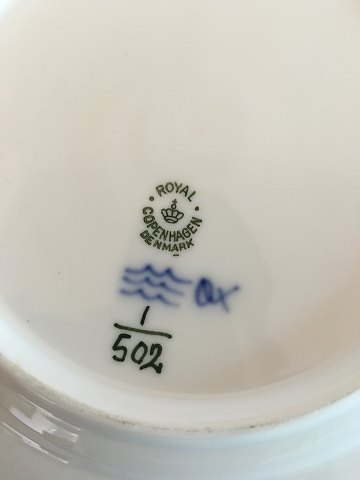 ROYAL
COPENHAGEN
DENMARK
1
502